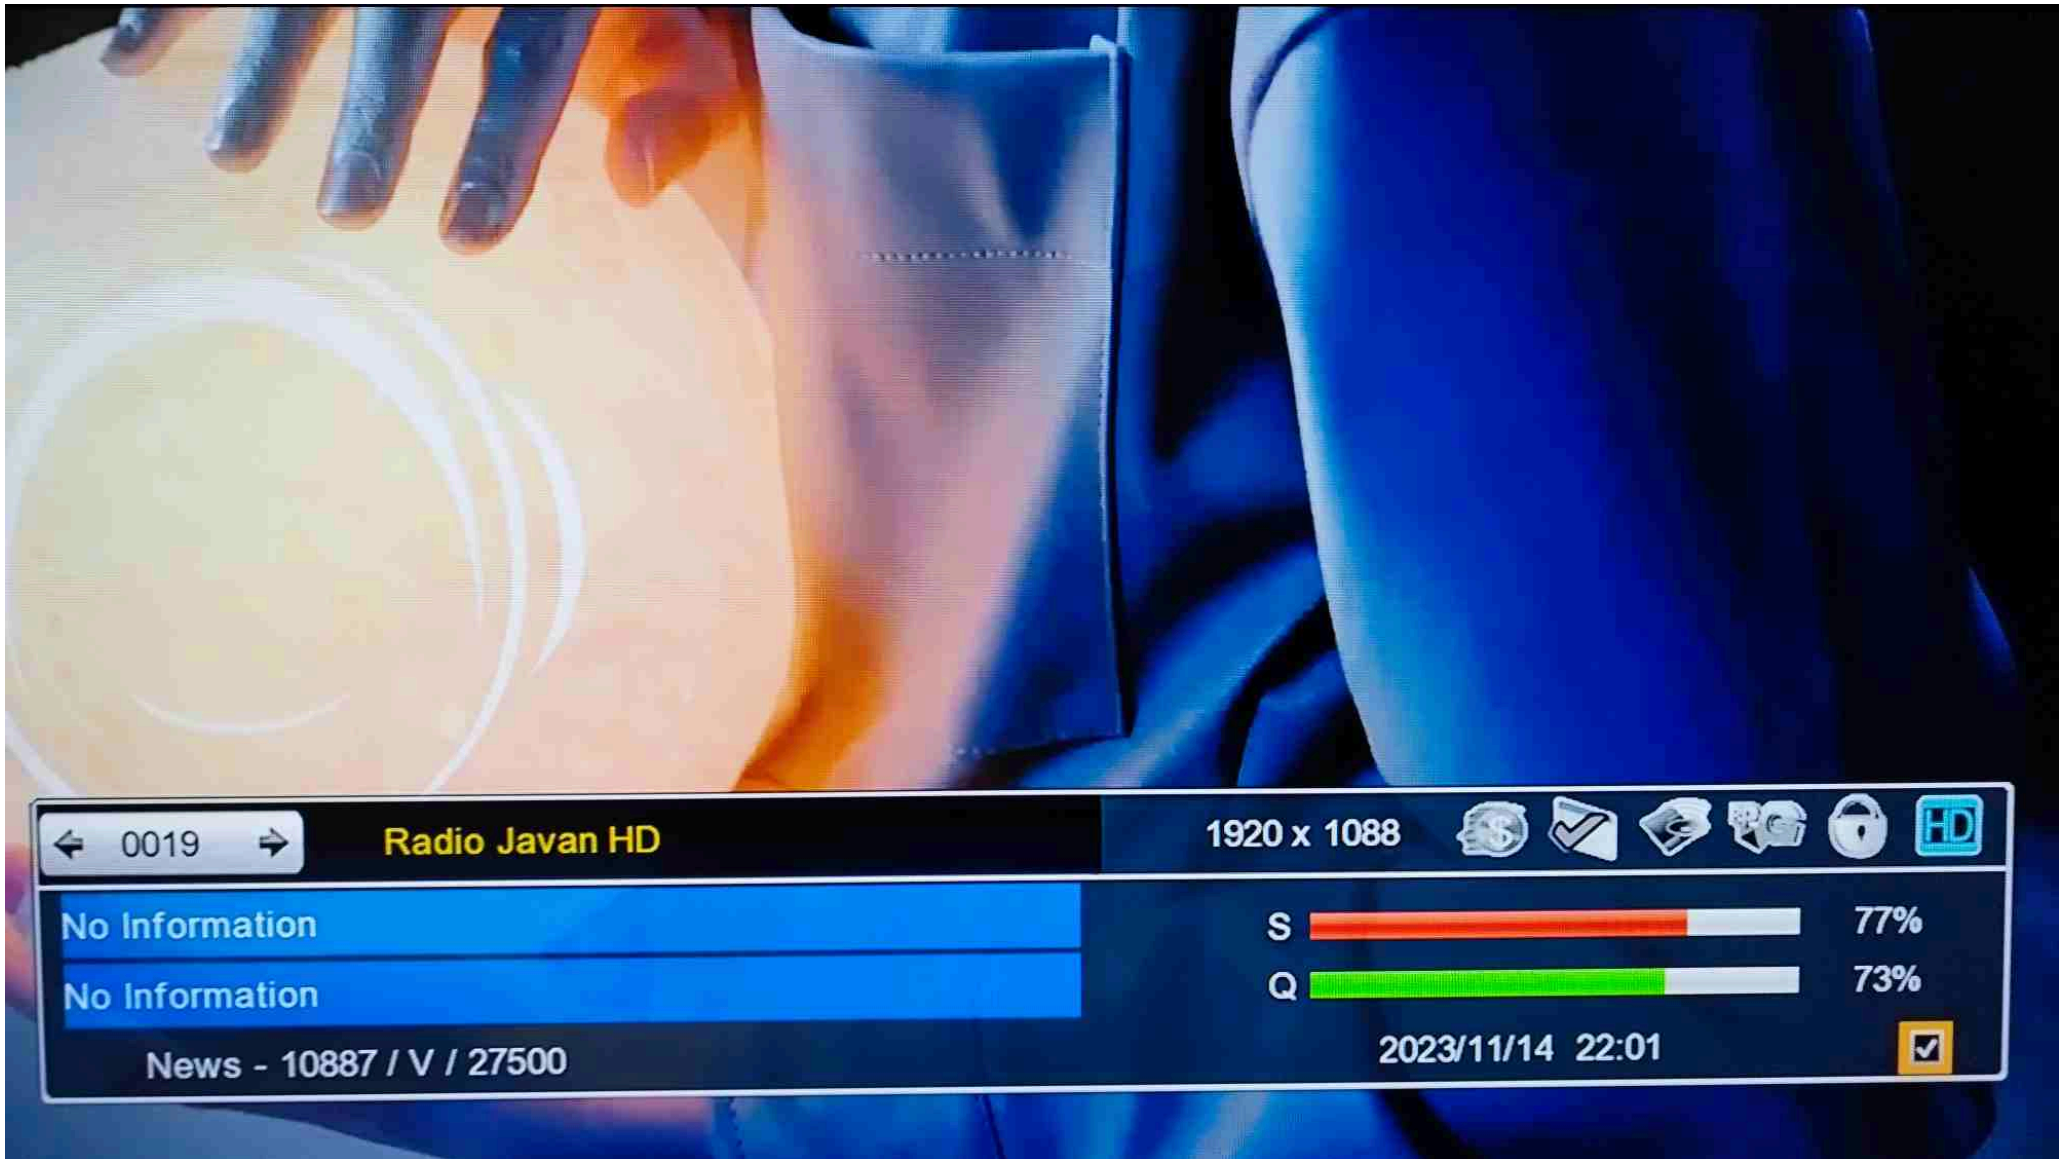 0019
Radio Javan HD
1920 x 1088
HD
No Information
S 77%
No Information
Q 73%
News - 10887 / V / 27500
2023/11/14 22:01